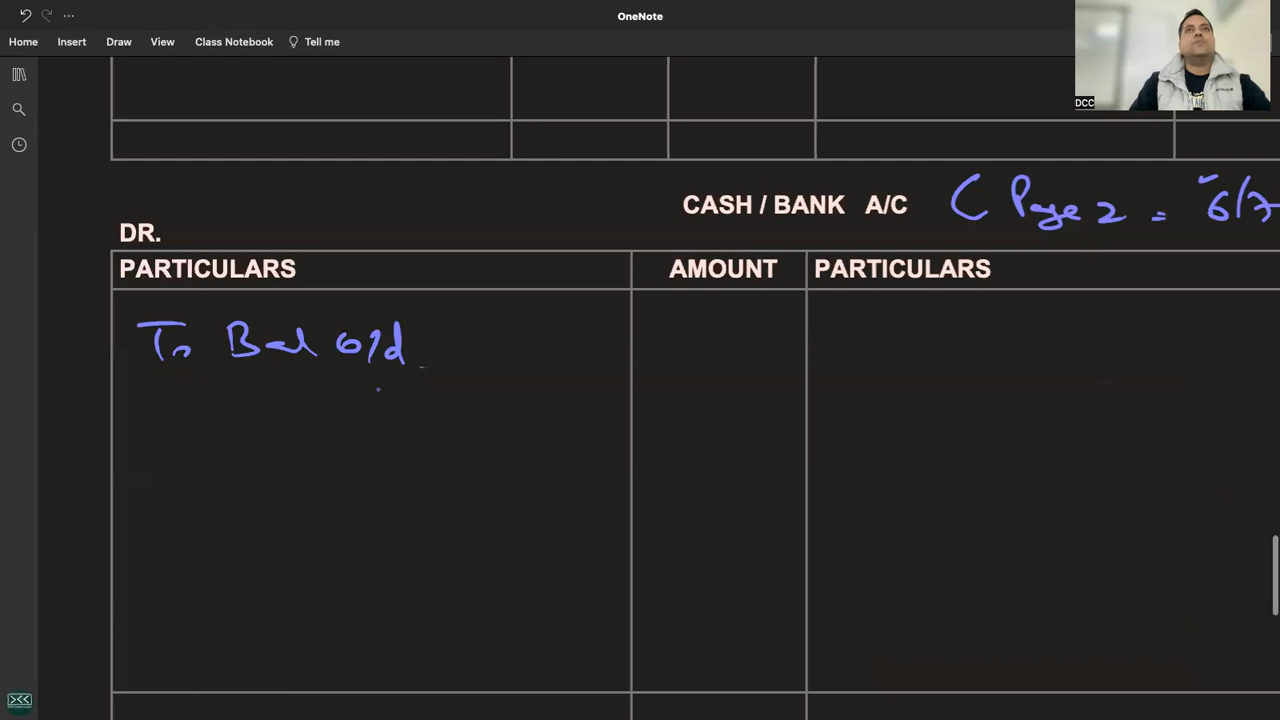 OneNote
Home Insert Draw View Class Notebook Tell me
DCC
CASH / BANK A/C ( Page 2 = 6/7
DR.
PARTICULARS AMOUNT PARTICULARS
To Bal b/d